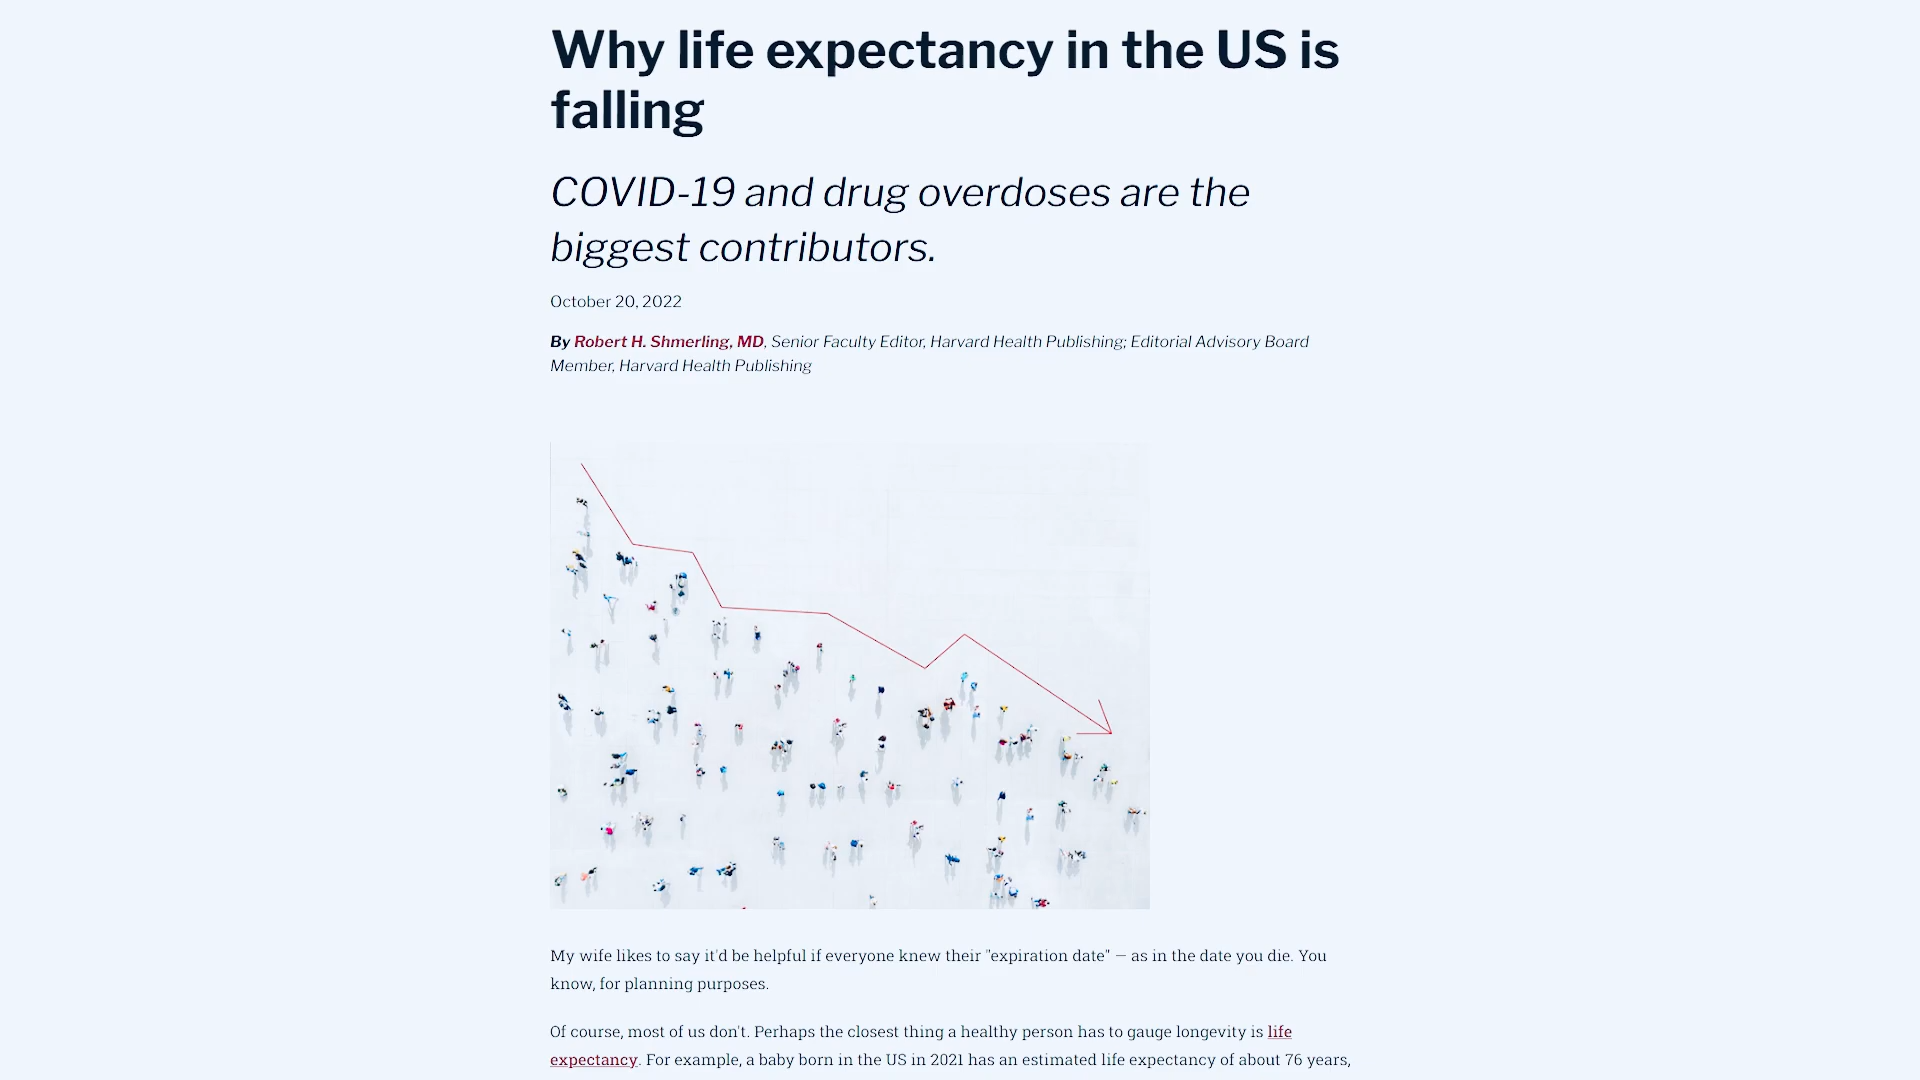 Why life expectancy in the US is
falling
COVID-19 and drug overdoses are the
biggest contributors.
October 20, 2022
By Robert H. Shmerling, MD, Senior Faculty Editor, Harvard Health Publishing; Editorial Advisory Board
Member, Harvard Health Publishing
My wife likes to say it'd be helpful if everyone knew their "expiration date" — as in the date you die. You
know, for planning purposes.
Of course, most of us don't. Perhaps the closest thing a healthy person has to gauge longevity is life
expectancy. For example, a baby born in the US in 2021 has an estimated life expectancy of about 76 years,